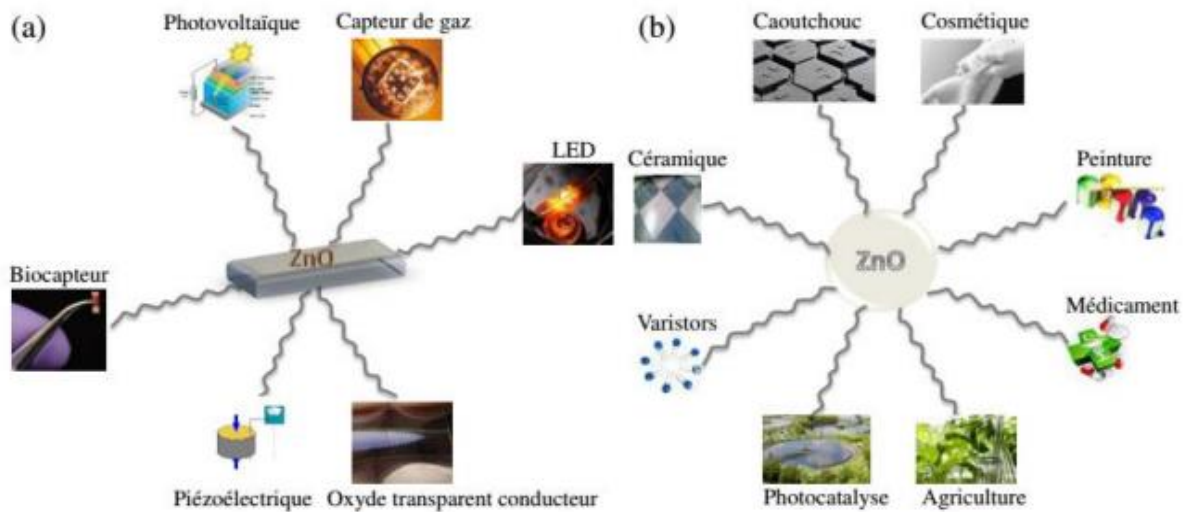 (a)
Photovoltaïque
Capteur de gaz
LED
ZnO
Biocapteur
Piézoélectrique
Oxyde transparent conducteur
(b)
Caoutchouc
Cosmétique
Céramique
Peinture
ZnO
Varistors
Médicament
Photocatalyse
Agriculture